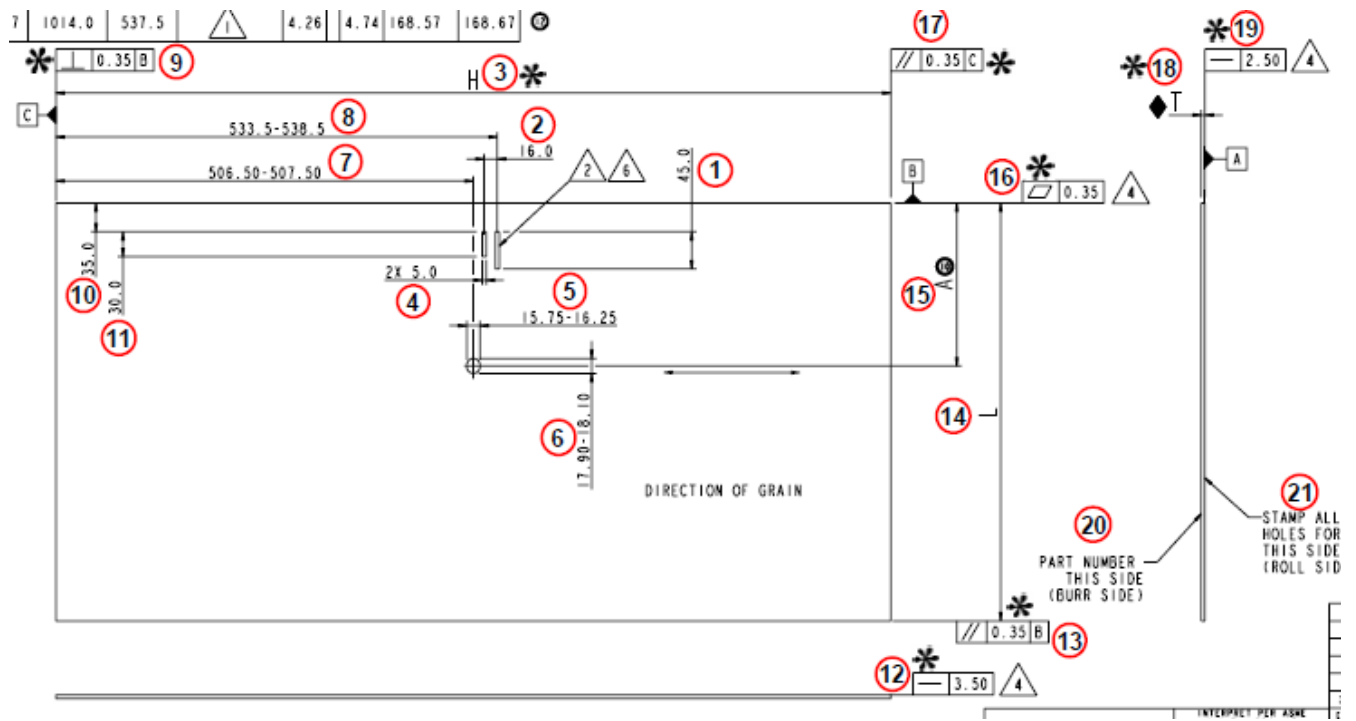 7 1014.0 537.5 1 4.26 4.74 168.57 168.67
0.35 B 9
H 3
17
0.35 C
19
2.50 4
18
T
C
533.5-538.5 8
2
16.0
506.50-507.50 7
2 6
45.0 1
B
A
16
0.35 4
35.0
10
30.0
11
2X 5.0
4
5
15.75-16.25
15 A
6
17.90-18.10
14 L
DIRECTION OF GRAIN
20
PART NUMBER
THIS SIDE
(BURR SIDE)
21
STAMP ALL
HOLES FOR
THIS SIDE
(ROLL SID
0.35 B 13
12
3.50 4
INTERPRET PER ASME